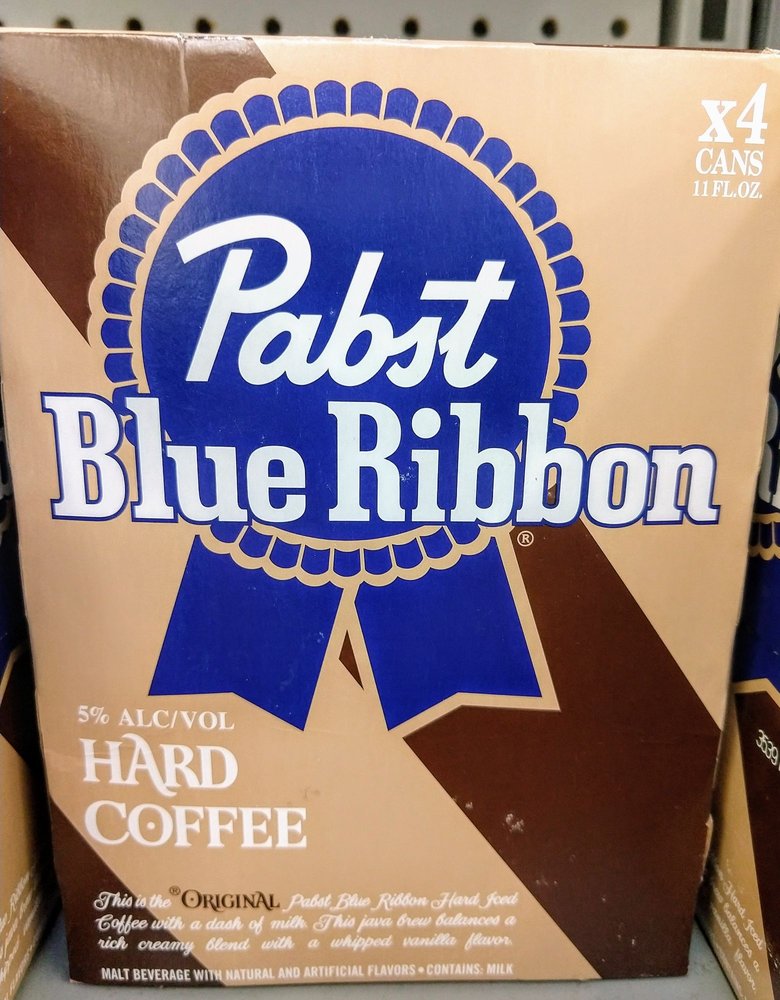 x4
CANS
11 FL.OZ.
Pabst
Blue Ribbon
®
5% ALC/VOL
HARD
COFFEE
This is the ®ORIGINAL Pabst Blue Ribbon Hard Iced
Coffee with a dash of milk. This java brew balances a
rich creamy blend with a whipped vanilla flavor.
MALT BEVERAGE WITH NATURAL AND ARTIFICIAL FLAVORS • CONTAINS: MILK
3539